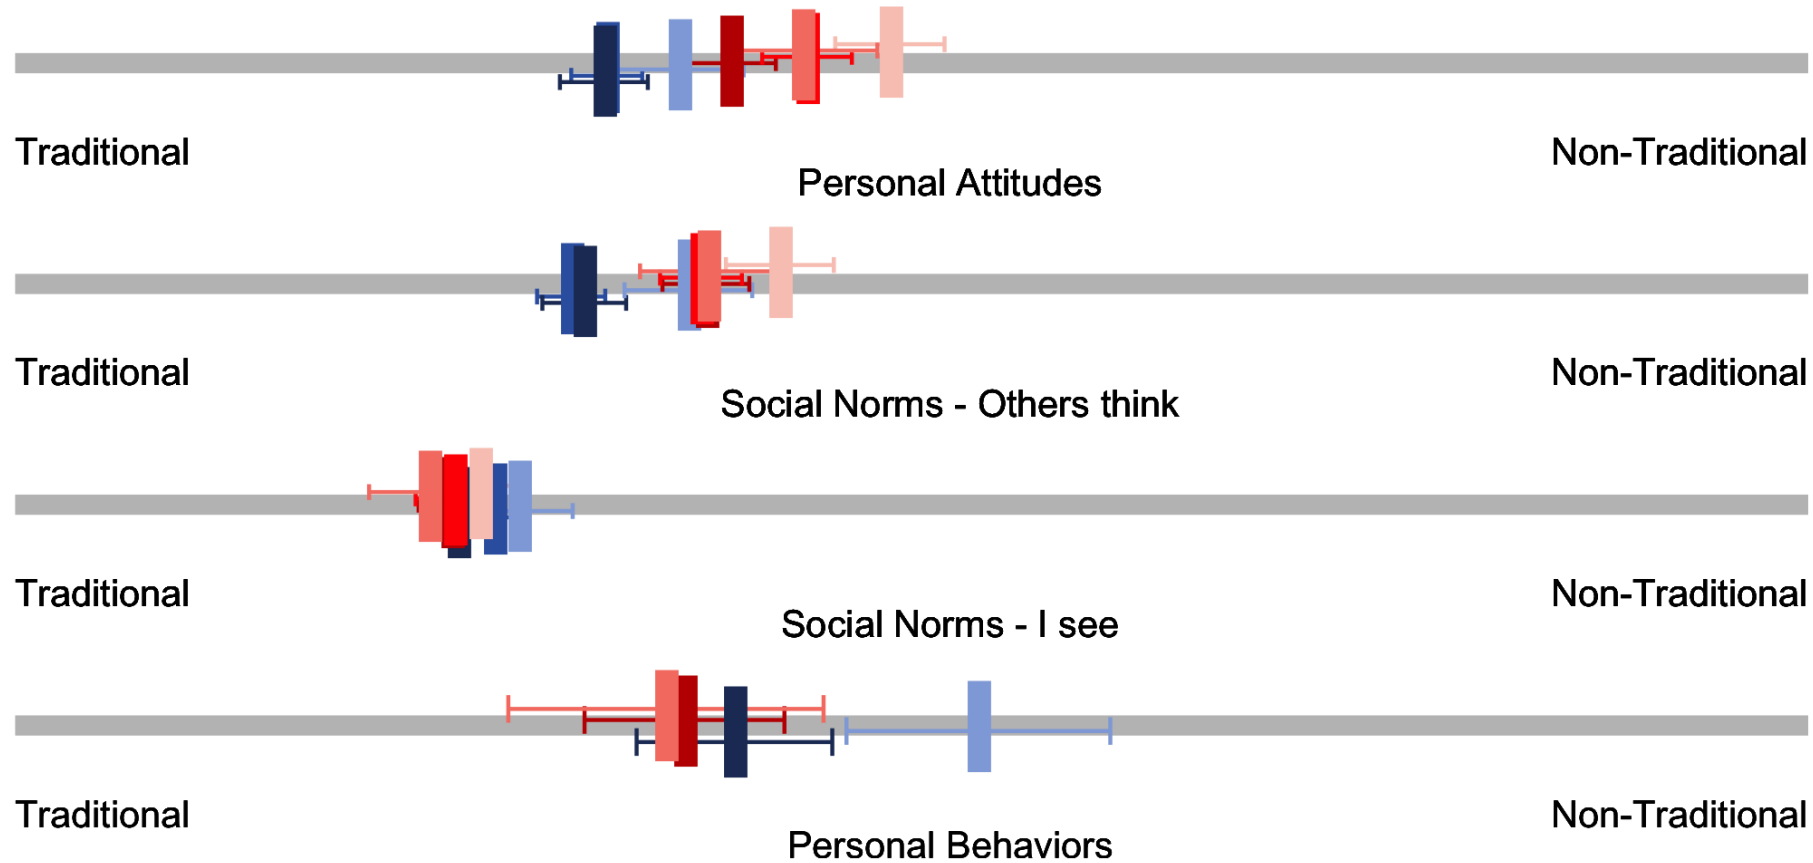 Traditional
Non-Traditional
Personal Attitudes
Traditional
Non-Traditional
Social Norms - Others think
Traditional
Non-Traditional
Social Norms - I see
Traditional
Non-Traditional
Personal Behaviors